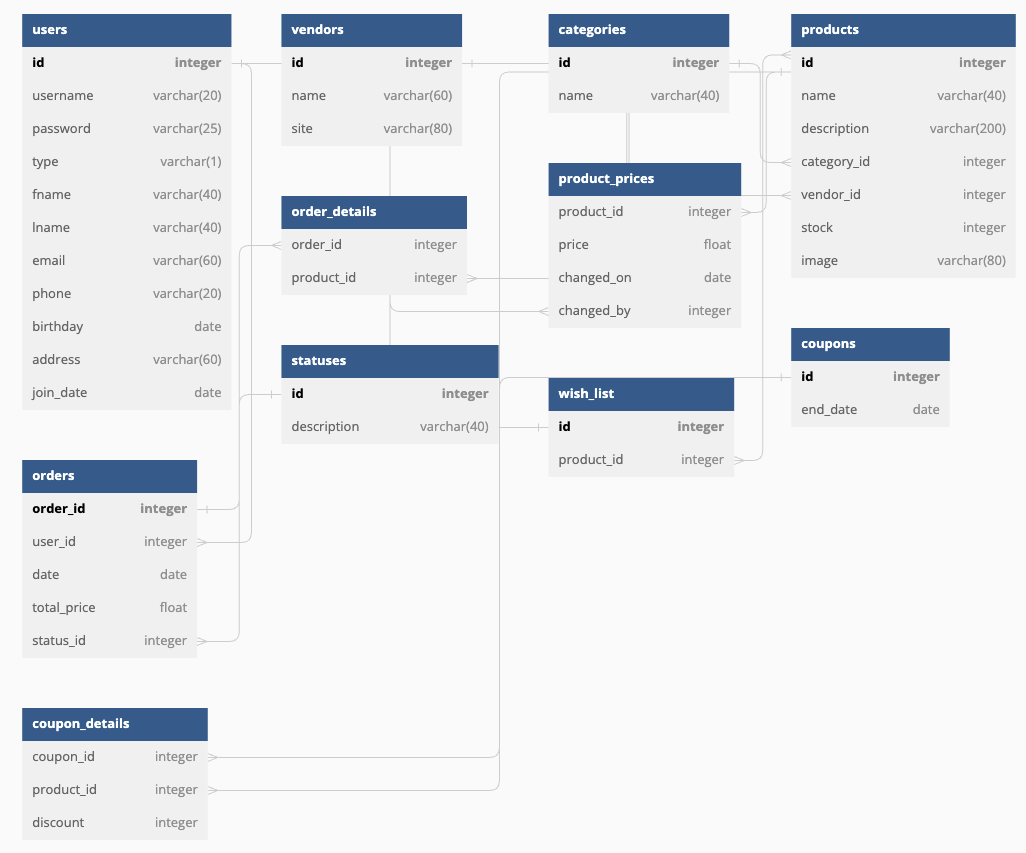 users
id integer
username varchar(20)
password varchar(25)
type varchar(1)
fname varchar(40)
lname varchar(40)
email varchar(60)
phone varchar(20)
birthday date
address varchar(60)
join_date date
vendors
id integer
name varchar(60)
site varchar(80)
categories
id integer
name varchar(40)
products
id integer
name varchar(40)
description varchar(200)
category_id integer
vendor_id integer
stock integer
image varchar(80)
order_details
order_id integer
product_id integer
product_prices
product_id integer
price float
changed_on date
changed_by integer
statuses
id integer
description varchar(40)
wish_list
id integer
product_id integer
coupons
id integer
end_date date
orders
order_id integer
user_id integer
date date
total_price float
status_id integer
coupon_details
coupon_id integer
product_id integer
discount integer